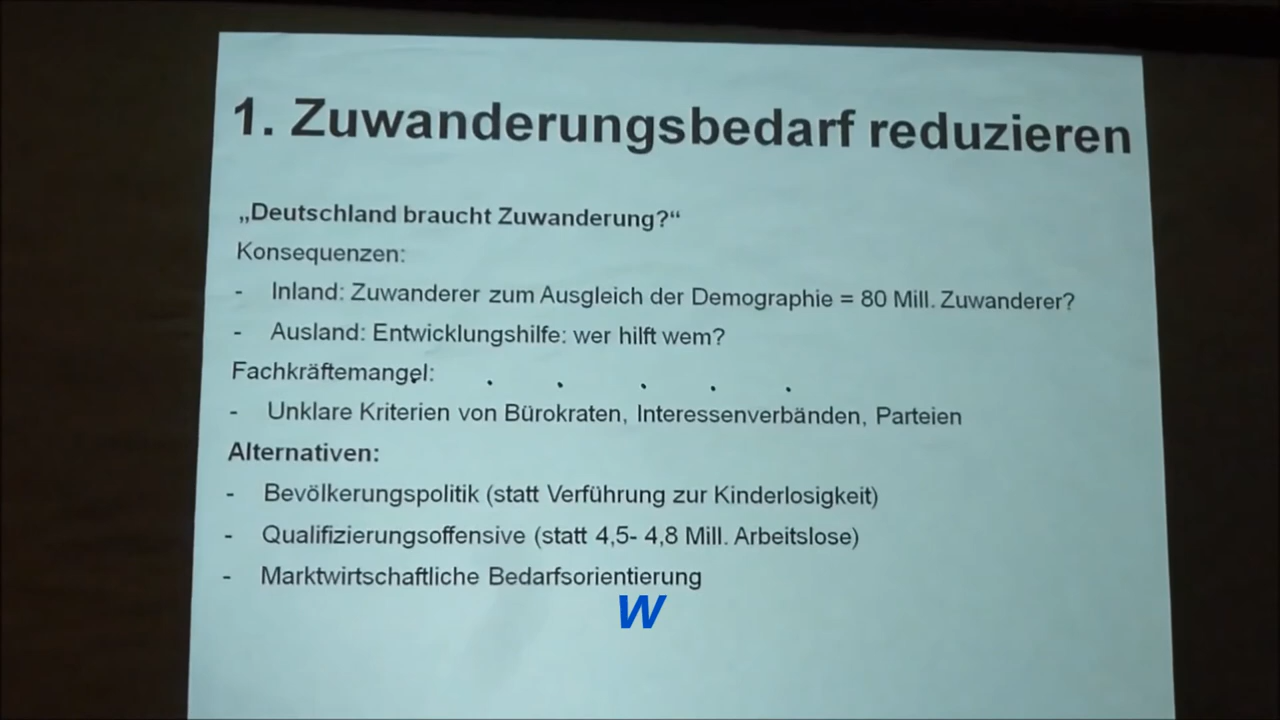 1. Zuwanderungsbedarf reduzieren
„Deutschland braucht Zuwanderung?“
Konsequenzen:
- Inland: Zuwanderer zum Ausgleich der Demographie = 80 Mill. Zuwanderer?
- Ausland: Entwicklungshilfe: wer hilft wem?
Fachkräftemangel:
- Unklare Kriterien von Bürokraten, Interessenverbänden, Parteien
Alternativen:
- Bevölkerungspolitik (statt Verführung zur Kinderlosigkeit)
- Qualifizierungsoffensive (statt 4,5- 4,8 Mill. Arbeitslose)
- Marktwirtschaftliche Bedarfsorientierung
W